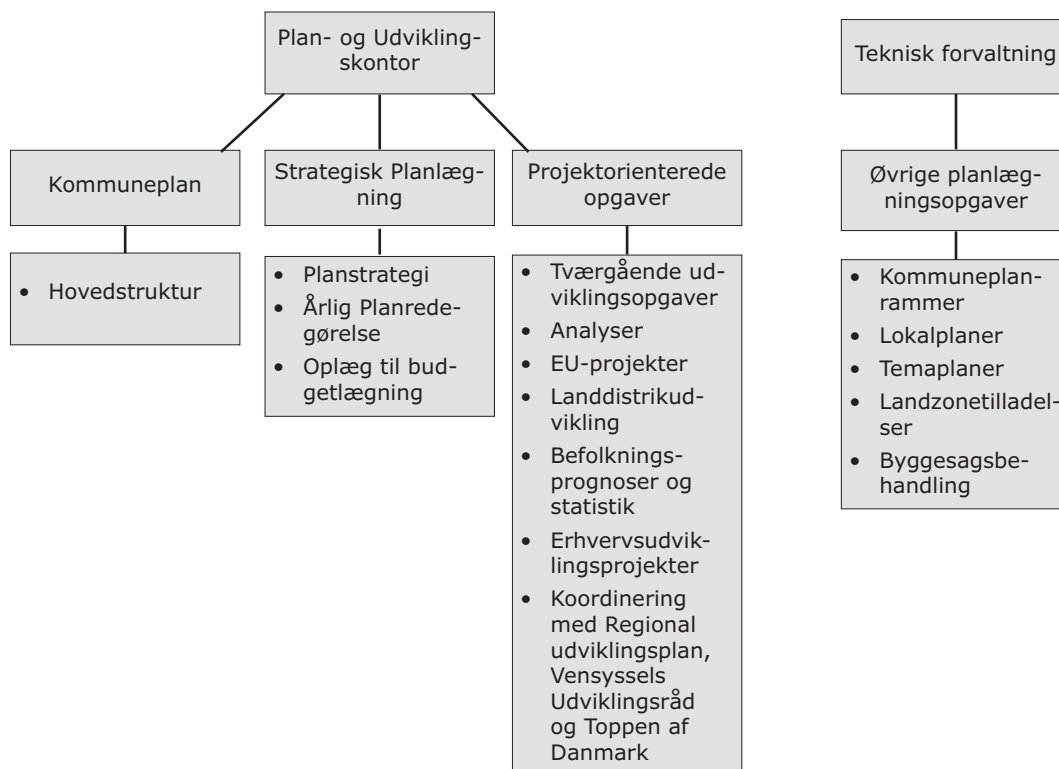 Plan- og Udvikling-
skontor
Teknisk forvaltning
Kommuneplan
Strategisk Planlæg-
ning
Projektorienterede
opgaver
Øvrige planlæg-
ningsopgaver
• Hovedstruktur
• Planstrategi
• Årlig Planrede-
gørelse
• Oplæg til bud-
getlægning
• Tværgående ud-
viklingsopgaver
• Analyser
• EU-projekter
• Landdistrikud-
vikling
• Befolknings-
prognoser og
statistik
• Erhvervsudvik-
lingsprojekter
• Koordinering
med Regional
udviklingsplan,
Vensyssels
Udviklingsråd
og Toppen af
Danmark
• Kommuneplan-
rammer
• Lokalplaner
• Temaplaner
• Landzonetilladel-
ser
• Byggesagsbe-
handling